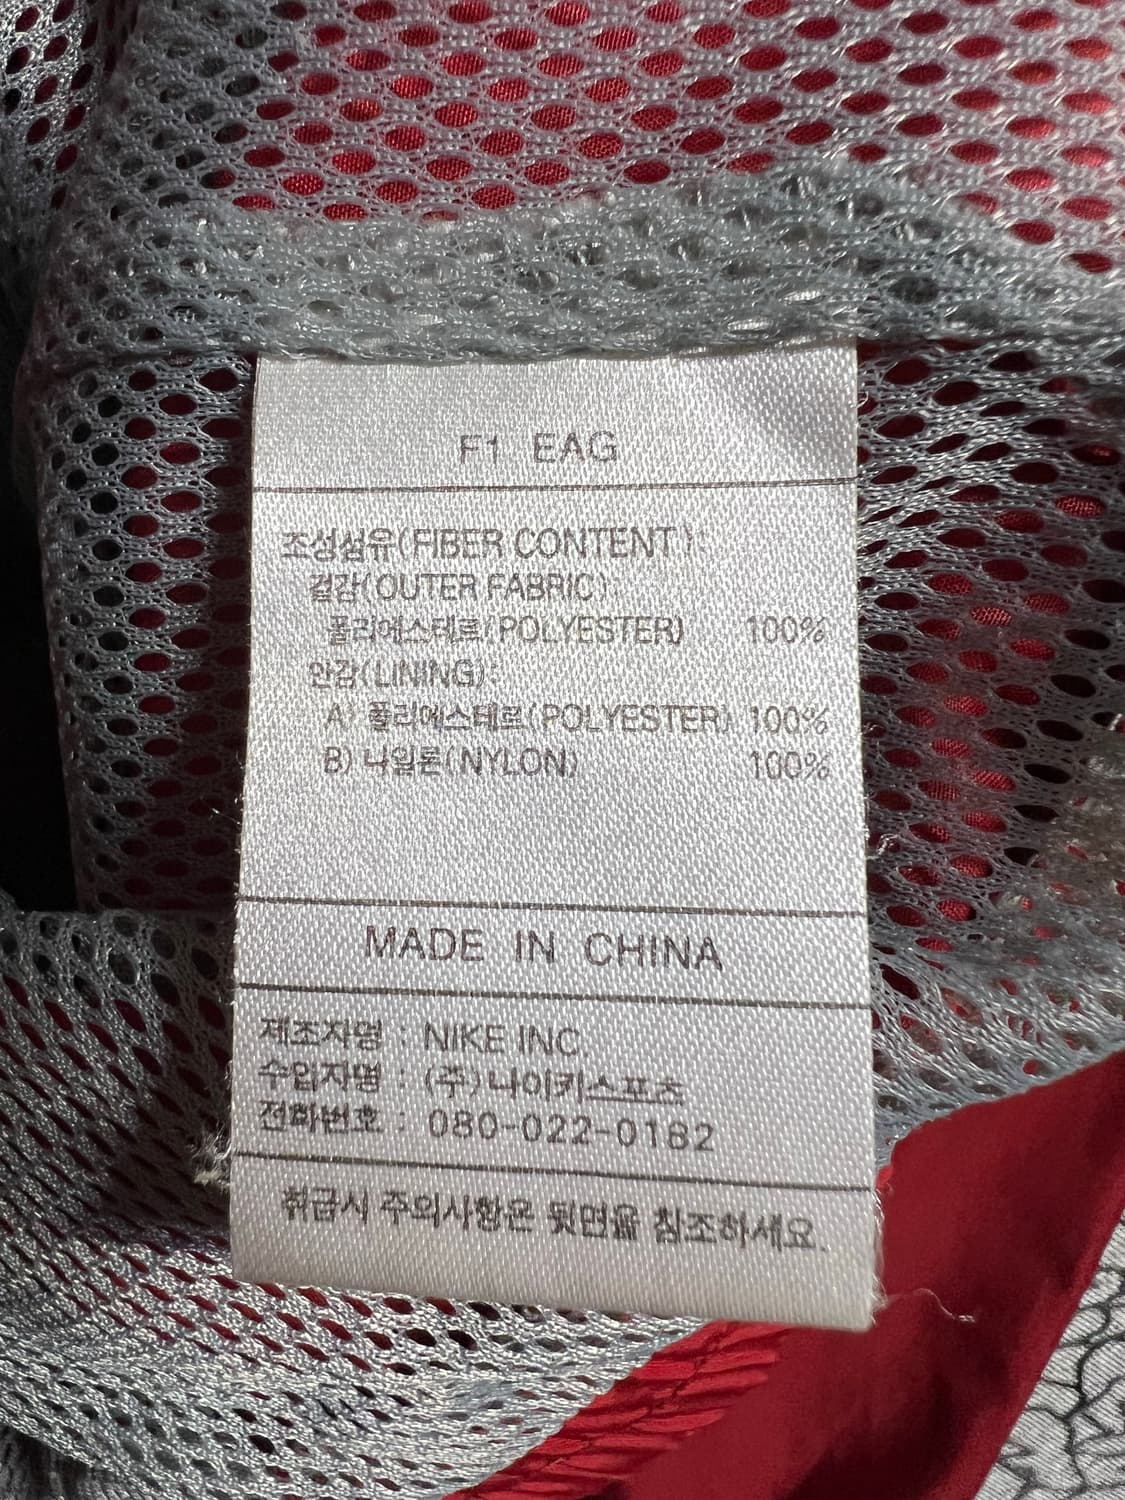 F1 EAG
조성섬유(FIBER CONTENT):
겉감(OUTER FABRIC):
폴리에스테르(POLYESTER) 100%
안감(LINING):
A) 폴리에스테르(POLYESTER) 100%
B) 나일론(NYLON) 100%
MADE IN CHINA
제조자명 : NIKE INC.
수입자명 : (주)나이키스포츠
전화번호 : 080-022-0182
취급시 주의사항은 뒷면을 참조하세요.